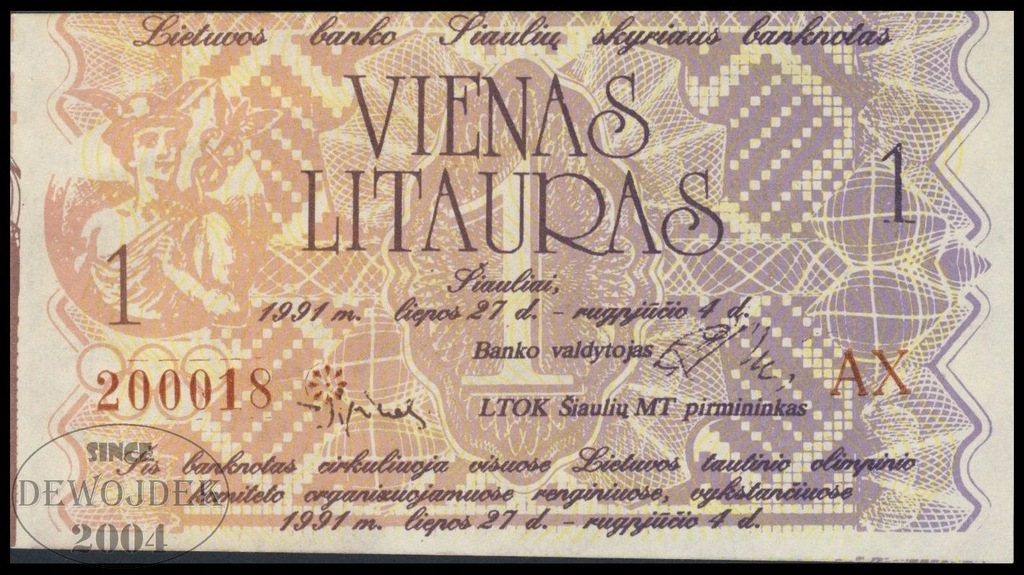 Lietuvos banko Šiaulių skyriaus banknotas
VIENAS
LITAURAS
1
1
1
Šiauliai,
1991 m. liepos 27 d. - rugpjūčio 4 d.
Banko valdytojas
200018
AX
LTOK Šiaulių MT pirmininkas
Šis banknotas cirkuliuoja visuose Lietuvos tautinio olimpinio
komiteto organizuojamuose renginiuose, vykstančiuose
1991 m. liepos 27 d. - rugpjūčio 4 d.
SINCE
DEWOJDEK
2004